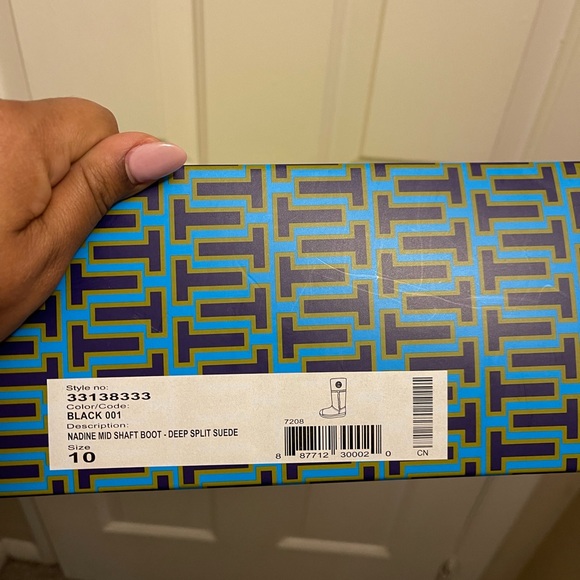 Style no:
33138333
Color/Code:
BLACK 001
Description:
NADINE MID SHAFT BOOT - DEEP SPLIT SUEDE
Size
10
7208
8 87712 30002 0
CN